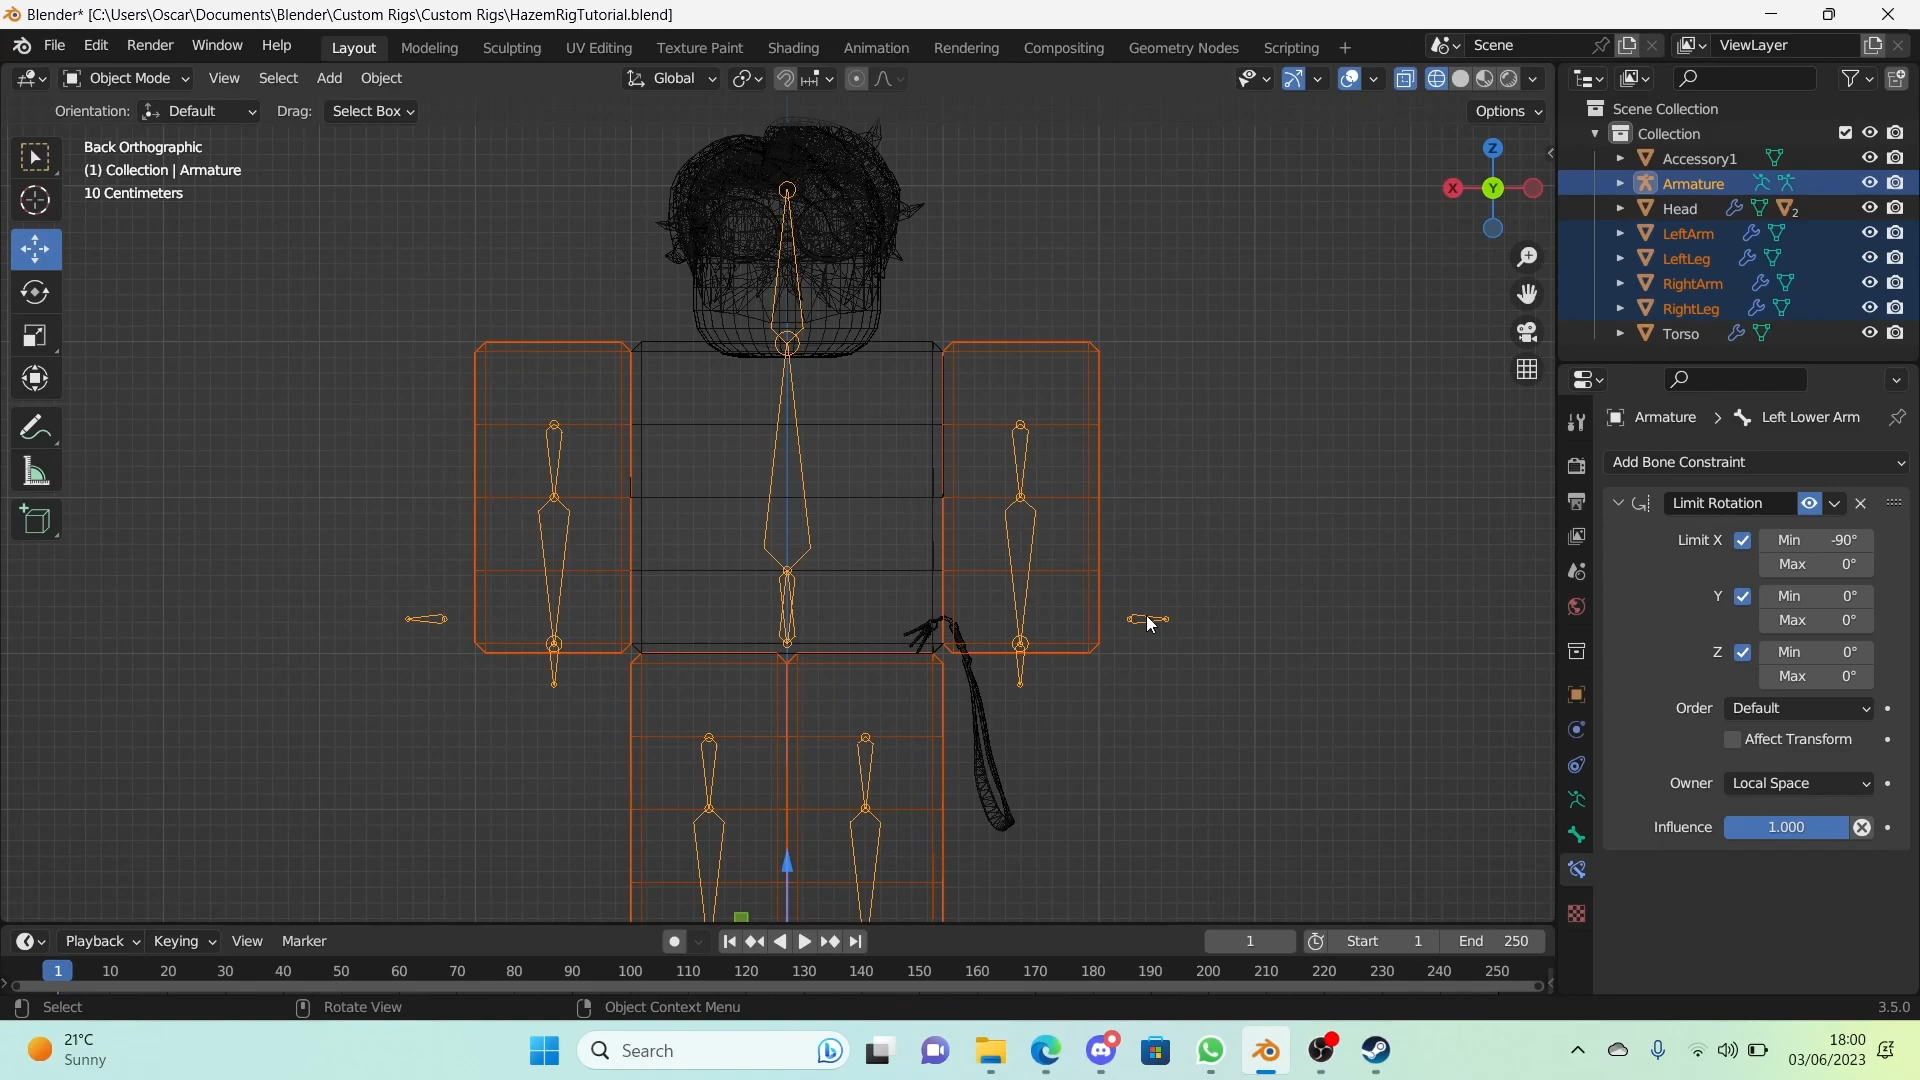 Blender* [C:\Users\Oscar\Documents\Blender\Custom Rigs\Custom Rigs\HazemRigTutorial.blend]
File Edit Render Window Help Layout Modeling Sculpting UV Editing Texture Paint Shading Animation Rendering Compositing Geometry Nodes Scripting + Scene ViewLayer
Object Mode View Select Add Object Global
Orientation: Default Drag: Select Box Options
Back Orthographic
(1) Collection | Armature
10 Centimeters
Z
X Y
Scene Collection
Collection
Accessory1
Armature
Head 2
LeftArm
LeftLeg
RightArm
RightLeg
Torso
Armature > Left Lower Arm
Add Bone Constraint
Limit Rotation
Limit X Min -90°
Max 0°
Y Min 0°
Max 0°
Z Min 0°
Max 0°
Order Default
Affect Transform
Owner Local Space
Influence 1.000
Playback Keying View Marker 1 Start 1 End 250
1 10 20 30 40 50 60 70 80 90 100 110 120 130 140 150 160 170 180 190 200 210 220 230 240 250
Select Rotate View Object Context Menu 3.5.0
21°C
Sunny
Search
18:00
03/06/2023